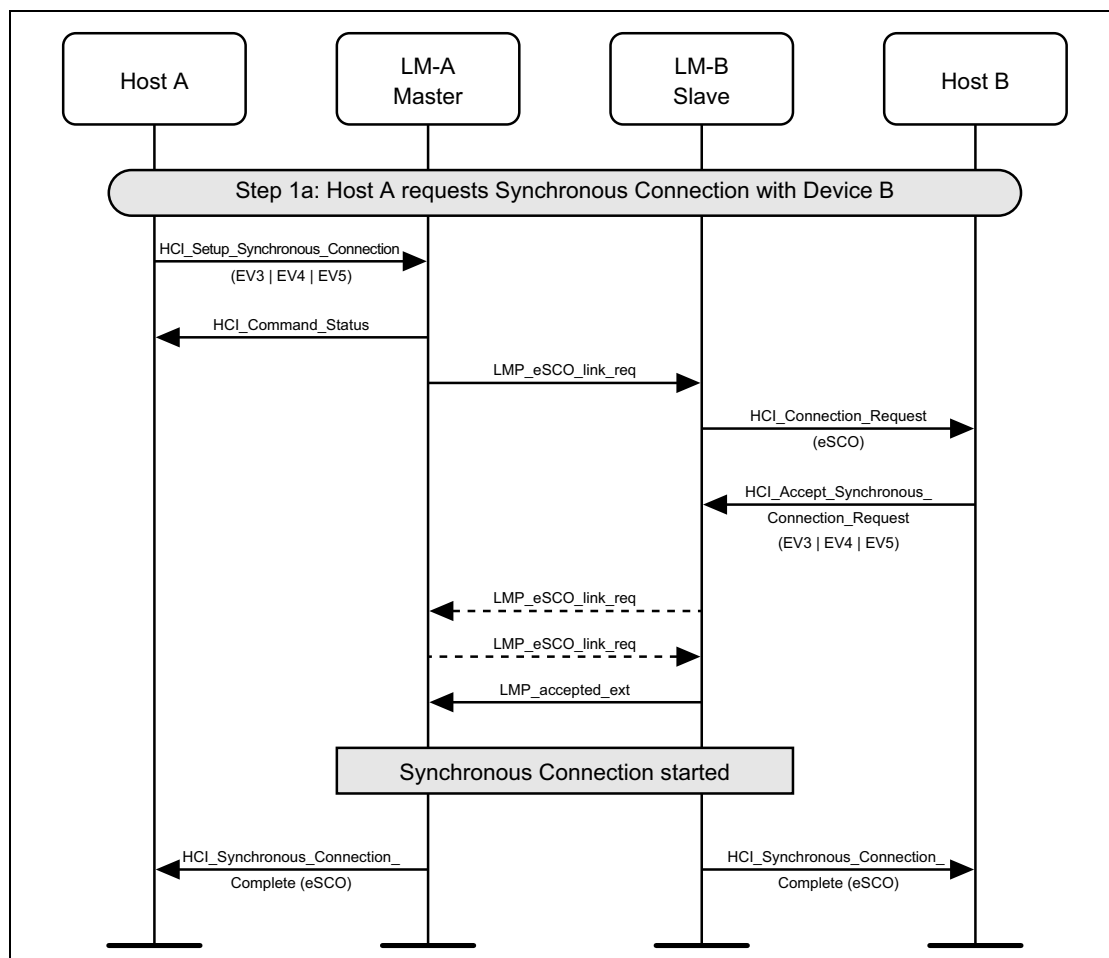 Host A
LM-A
Master
LM-B
Slave
Host B
Step 1a: Host A requests Synchronous Connection with Device B
HCI_Setup_Synchronous_Connection
(EV3 | EV4 | EV5)
HCI_Command_Status
LMP_eSCO_link_req
HCI_Connection_Request
(eSCO)
HCI_Accept_Synchronous_
Connection_Request
(EV3 | EV4 | EV5)
LMP_eSCO_link_req
LMP_eSCO_link_req
LMP_accepted_ext
Synchronous Connection started
HCI_Synchronous_Connection_
Complete (eSCO)
HCI_Synchronous_Connection_
Complete (eSCO)